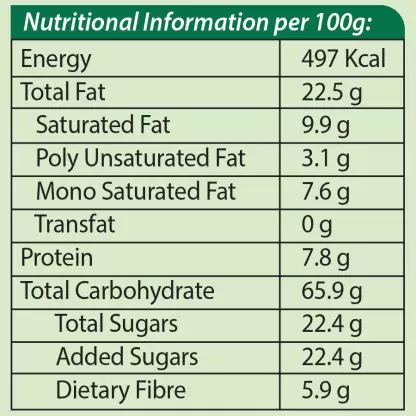 Nutritional Information per 100g:
Energy 497 Kcal
Total Fat 22.5 g
Saturated Fat 9.9 g
Poly Unsaturated Fat 3.1 g
Mono Saturated Fat 7.6 g
Transfat 0 g
Protein 7.8 g
Total Carbohydrate 65.9 g
Total Sugars 22.4 g
Added Sugars 22.4 g
Dietary Fibre 5.9 g